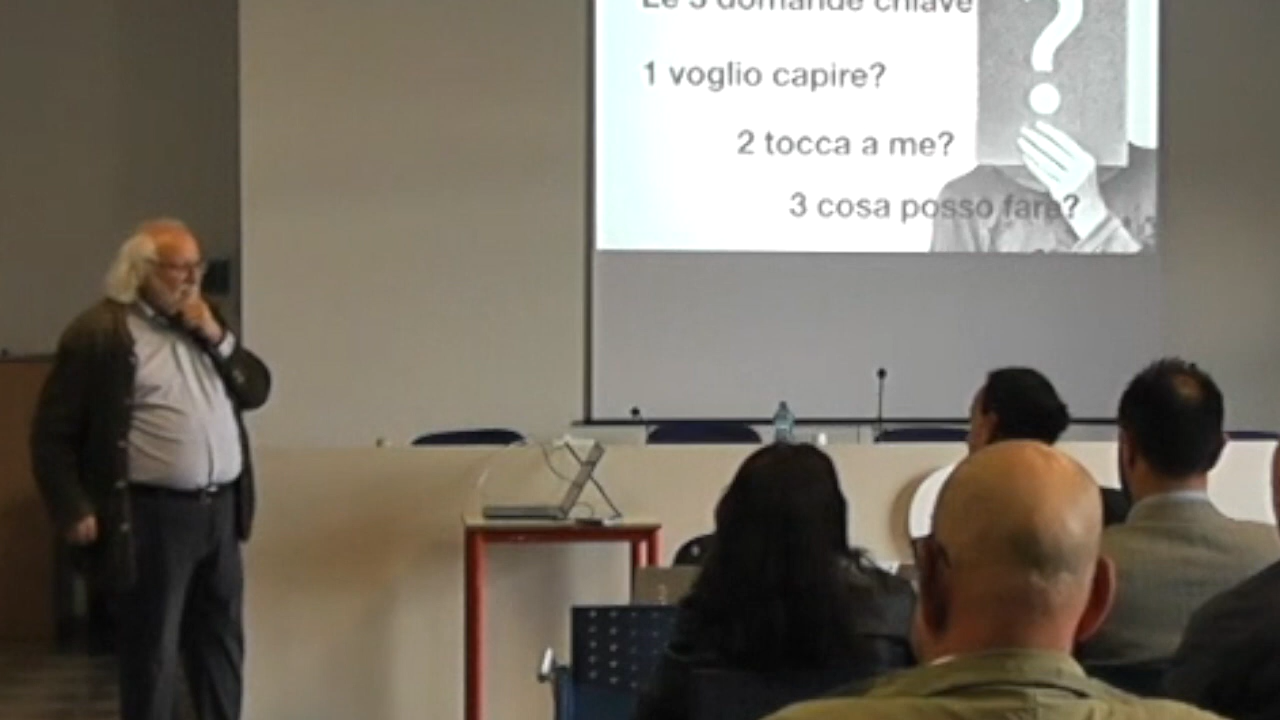 Le 3 domande chiave
1 voglio capire?
2 tocca a me?
3 cosa posso fare?
?